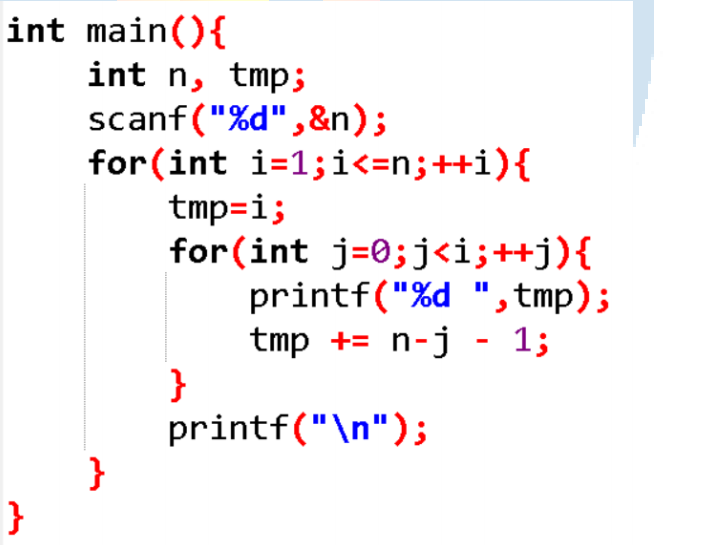 int main(){
    int n, tmp;
    scanf("%d",&n);
    for(int i=1;i<=n;++i){
        tmp=i;
        for(int j=0;j<i;++j){
            printf("%d ",tmp);
            tmp += n-j - 1;
        }
        printf("\n");
    }
}